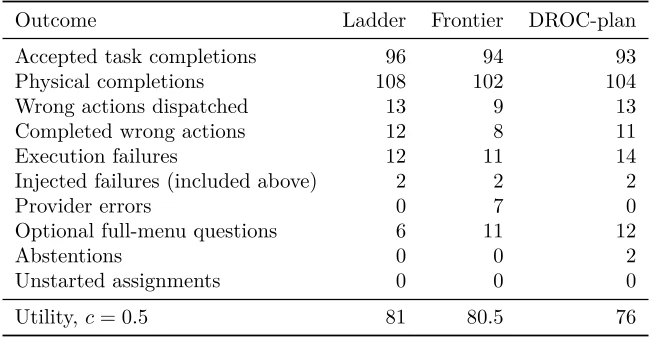 Outcome Ladder Frontier DROC-plan
Accepted task completions 96 94 93
Physical completions 108 102 104
Wrong actions dispatched 13 9 13
Completed wrong actions 12 8 11
Execution failures 12 11 14
Injected failures (included above) 2 2 2
Provider errors 0 7 0
Optional full-menu questions 6 11 12
Abstentions 0 0 2
Unstarted assignments 0 0 0
Utility, c = 0.5 81 80.5 76